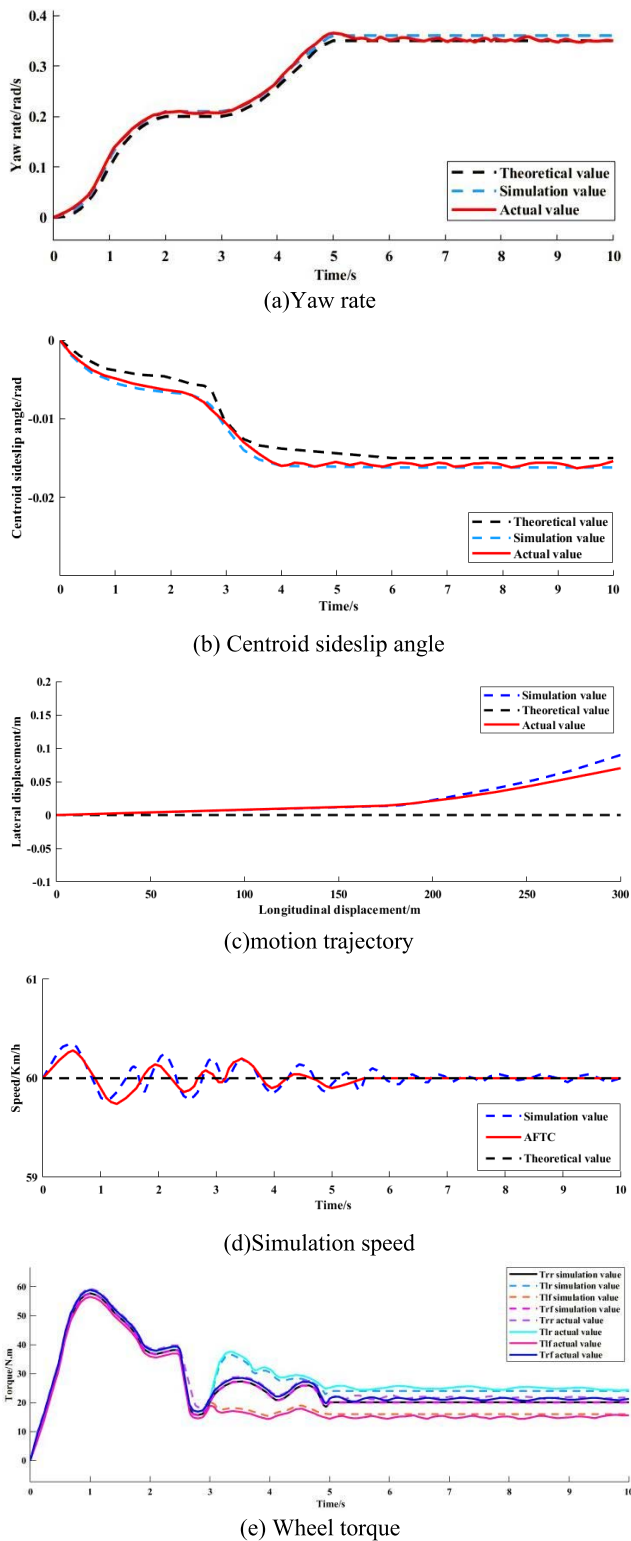 0.4
0.3
0.2
0.1
0
Yaw rate/rad/s
Theoretical value
Simulation value
Actual value
0 1 2 3 4 5 6 7 8 9 10
Time/s
(a)Yaw rate
0
-0.01
-0.02
Centroid sideslip angle/rad
Theoretical value
Simulation value
Actual value
0 1 2 3 4 5 6 7 8 9 10
Time/s
(b) Centroid sideslip angle
0.2
0.15
0.1
0.05
0
-0.05
-0.1
Lateral displacement/m
Simulation value
Theoretical value
Actual value
0 50 100 150 200 250 300
Longitudinal displacement/m
(c)motion trajectory
61
60
59
Speed/Km/h
Simulation value
AFTC
Theoretical value
0 1 2 3 4 5 6 7 8 9 10
Time/s
(d)Simulation speed
60
50
40
30
20
10
0
Torque/N.m
Trr simulation value
Tlr simulation value
Tlf simulation value
Trf simulation value
Trr actual value
Tlr actual value
Tlf actual value
Trf actual value
0 1 2 3 4 5 6 7 8 9 10
Time/s
(e) Wheel torque